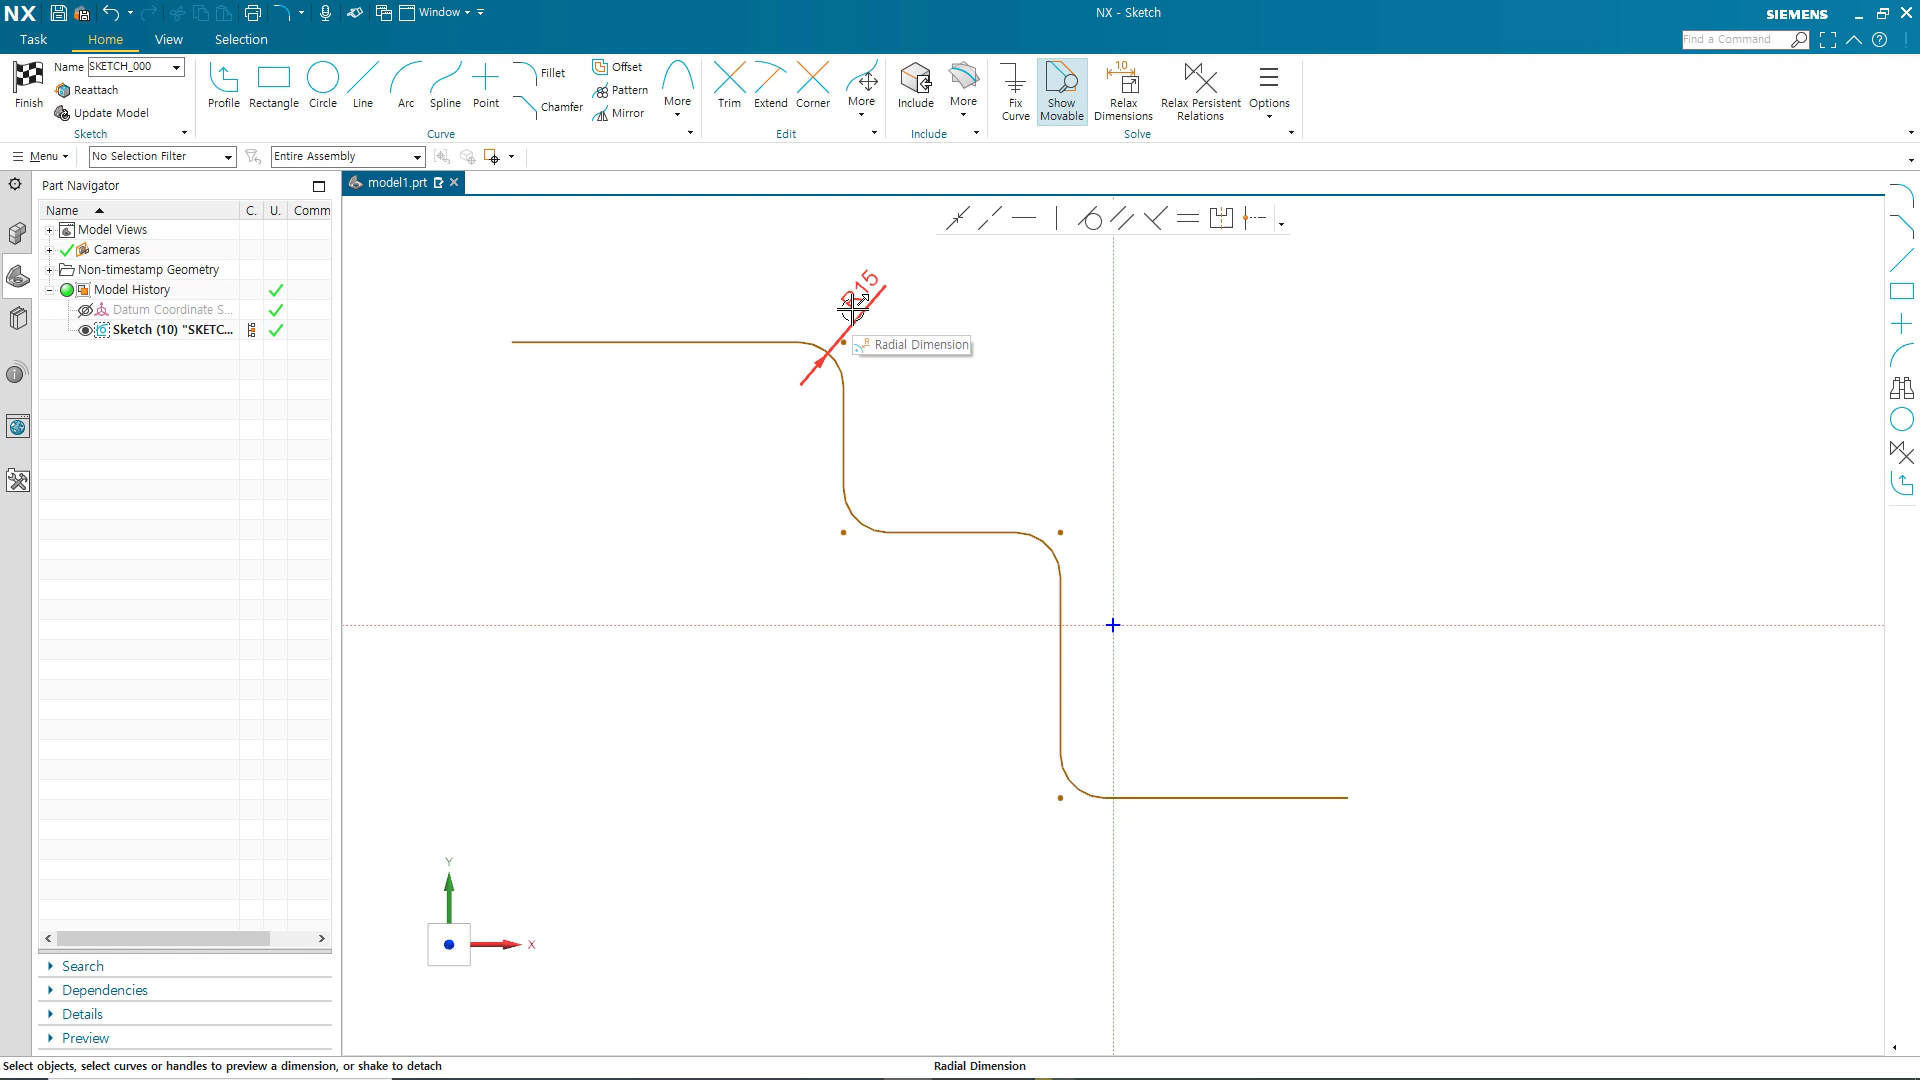 NX
Window
NX - Sketch
SIEMENS
Task
Home
View
Selection
Find a Command
Name SKETCH_000
Reattach
Update Model
Finish
Sketch
Profile
Rectangle
Circle
Line
Arc
Spline
Point
Fillet
Chamfer
Offset
Pattern
Mirror
More
Curve
Trim
Extend
Corner
More
Edit
Include
More
Include
Fix Curve
Show Movable
Relax Dimensions
Relax Persistent Relations
Options
Solve
Menu
No Selection Filter
Entire Assembly
Part Navigator
model1.prt
Name
C.
U.
Comm
Model Views
Cameras
Non-timestamp Geometry
Model History
Datum Coordinate S...
Sketch (10) "SKETC...
R15
Radial Dimension
Y
X
Search
Dependencies
Details
Preview
Select objects, select curves or handles to preview a dimension, or shake to detach
Radial Dimension